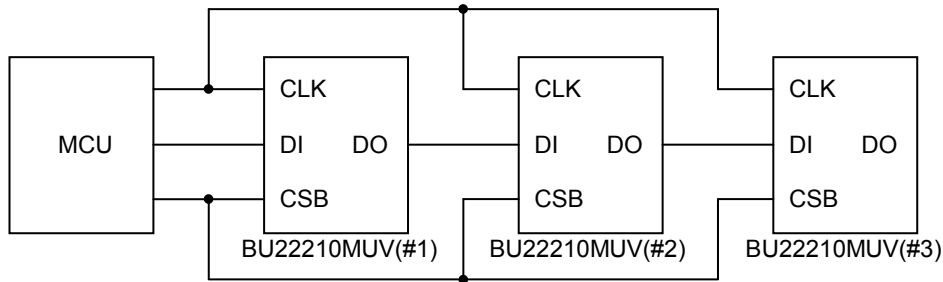 CLK CLK CLK
MCU DI DO DI DO DI DO
CSB CSB CSB
BU22210MUV(#1) BU22210MUV(#2) BU22210MUV(#3)